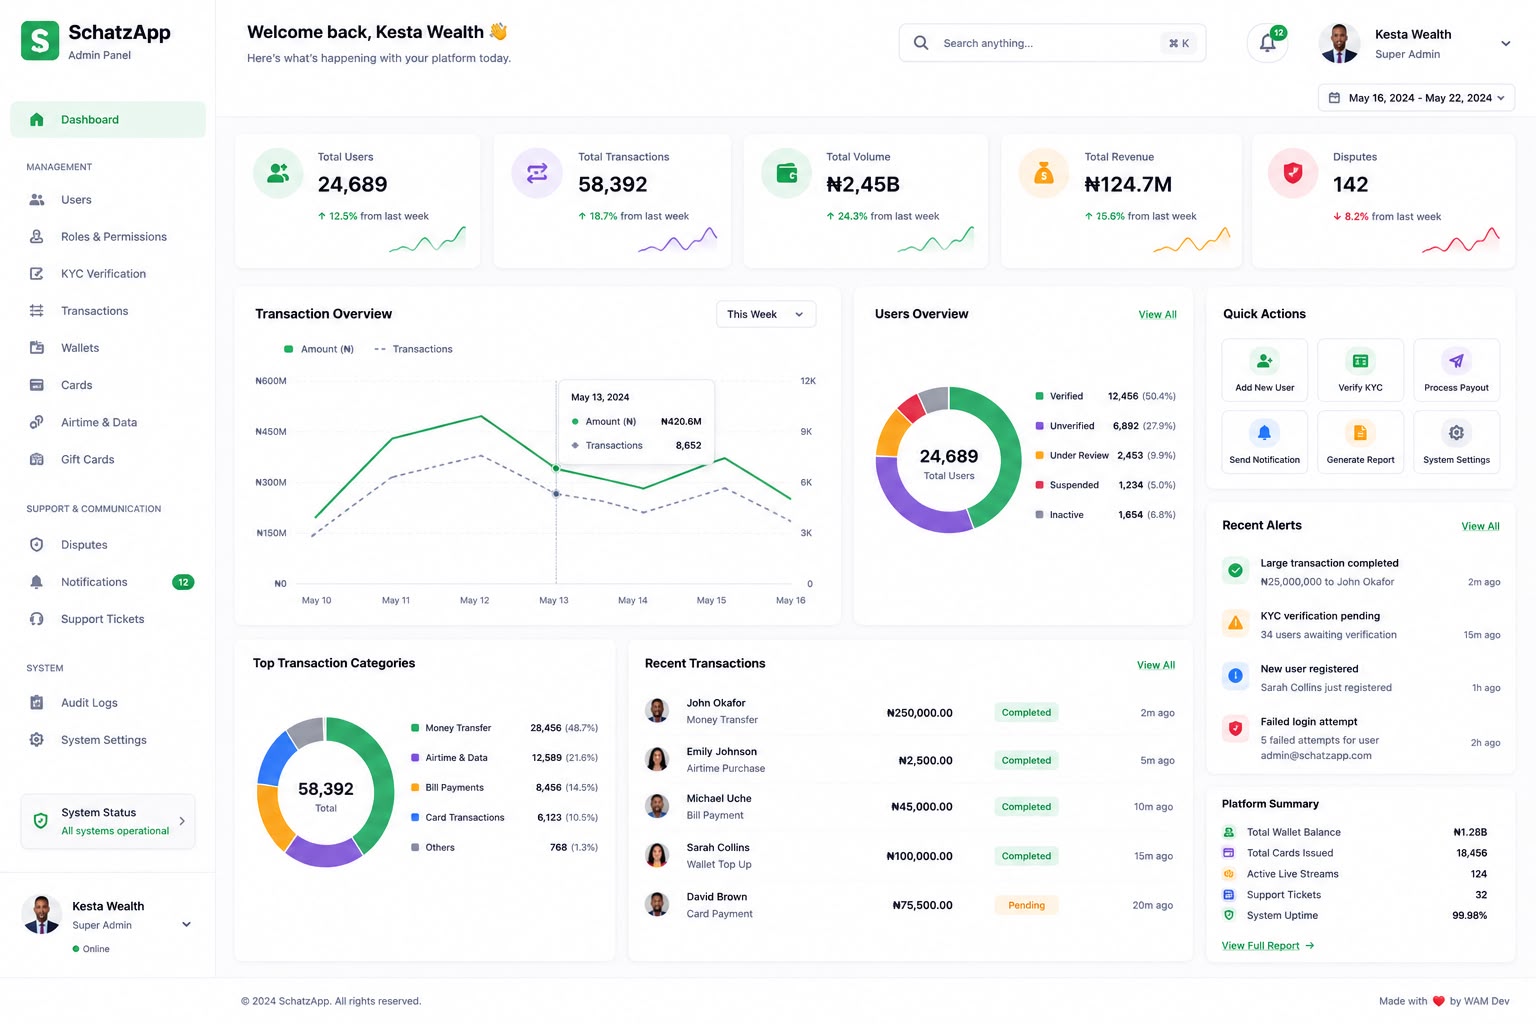 SchatzApp
Admin Panel
Dashboard
MANAGEMENT
Users
Roles & Permissions
KYC Verification
Transactions
Wallets
Cards
Airtime & Data
Gift Cards
SUPPORT & COMMUNICATION
Disputes
Notifications 12
Support Tickets
SYSTEM
Audit Logs
System Settings
System Status
All systems operational
Kesta Wealth
Super Admin
Online
Welcome back, Kesta Wealth 👋
Here's what's happening with your platform today.
Search anything... ⌘ K
12
Kesta Wealth
Super Admin
May 16, 2024 - May 22, 2024
Total Users
24,689
↑ 12.5% from last week
Total Transactions
58,392
↑ 18.7% from last week
Total Volume
₦2,45B
↑ 24.3% from last week
Total Revenue
₦124.7M
↑ 15.6% from last week
Disputes
142
↓ 8.2% from last week
Transaction Overview
This Week
Amount (₦) Transactions
₦600M
₦450M
₦300M
₦150M
₦0
12K
9K
6K
3K
0
May 13, 2024
Amount (₦) ₦420.6M
Transactions 8,652
May 10 May 11 May 12 May 13 May 14 May 15 May 16
Users Overview
View All
24,689
Total Users
Verified 12,456 (50.4%)
Unverified 6,892 (27.9%)
Under Review 2,453 (9.9%)
Suspended 1,234 (5.0%)
Inactive 1,654 (6.8%)
Quick Actions
Add New User
Verify KYC
Process Payout
Send Notification
Generate Report
System Settings
Recent Alerts
View All
Large transaction completed
₦25,000,000 to John Okafor 2m ago
KYC verification pending
34 users awaiting verification 15m ago
New user registered
Sarah Collins just registered 1h ago
Failed login attempt
5 failed attempts for user
admin@schatzapp.com
2h ago
Top Transaction Categories
58,392
Total
Money Transfer 28,456 (48.7%)
Airtime & Data 12,589 (21.6%)
Bill Payments 8,456 (14.5%)
Card Transactions 6,123 (10.5%)
Others 768 (1.3%)
Recent Transactions
View All
John Okafor
Money Transfer
₦250,000.00 Completed 2m ago
Emily Johnson
Airtime Purchase
₦2,500.00 Completed 5m ago
Michael Uche
Bill Payment
₦45,000.00 Completed 10m ago
Sarah Collins
Wallet Top Up
₦100,000.00 Completed 15m ago
David Brown
Card Payment
₦75,500.00 Pending 20m ago
Platform Summary
Total Wallet Balance ₦1.28B
Total Cards Issued 18,456
Active Live Streams 124
Support Tickets 32
System Uptime 99.98%
View Full Report →
© 2024 SchatzApp. All rights reserved.
Made with ❤️ by WAM Dev